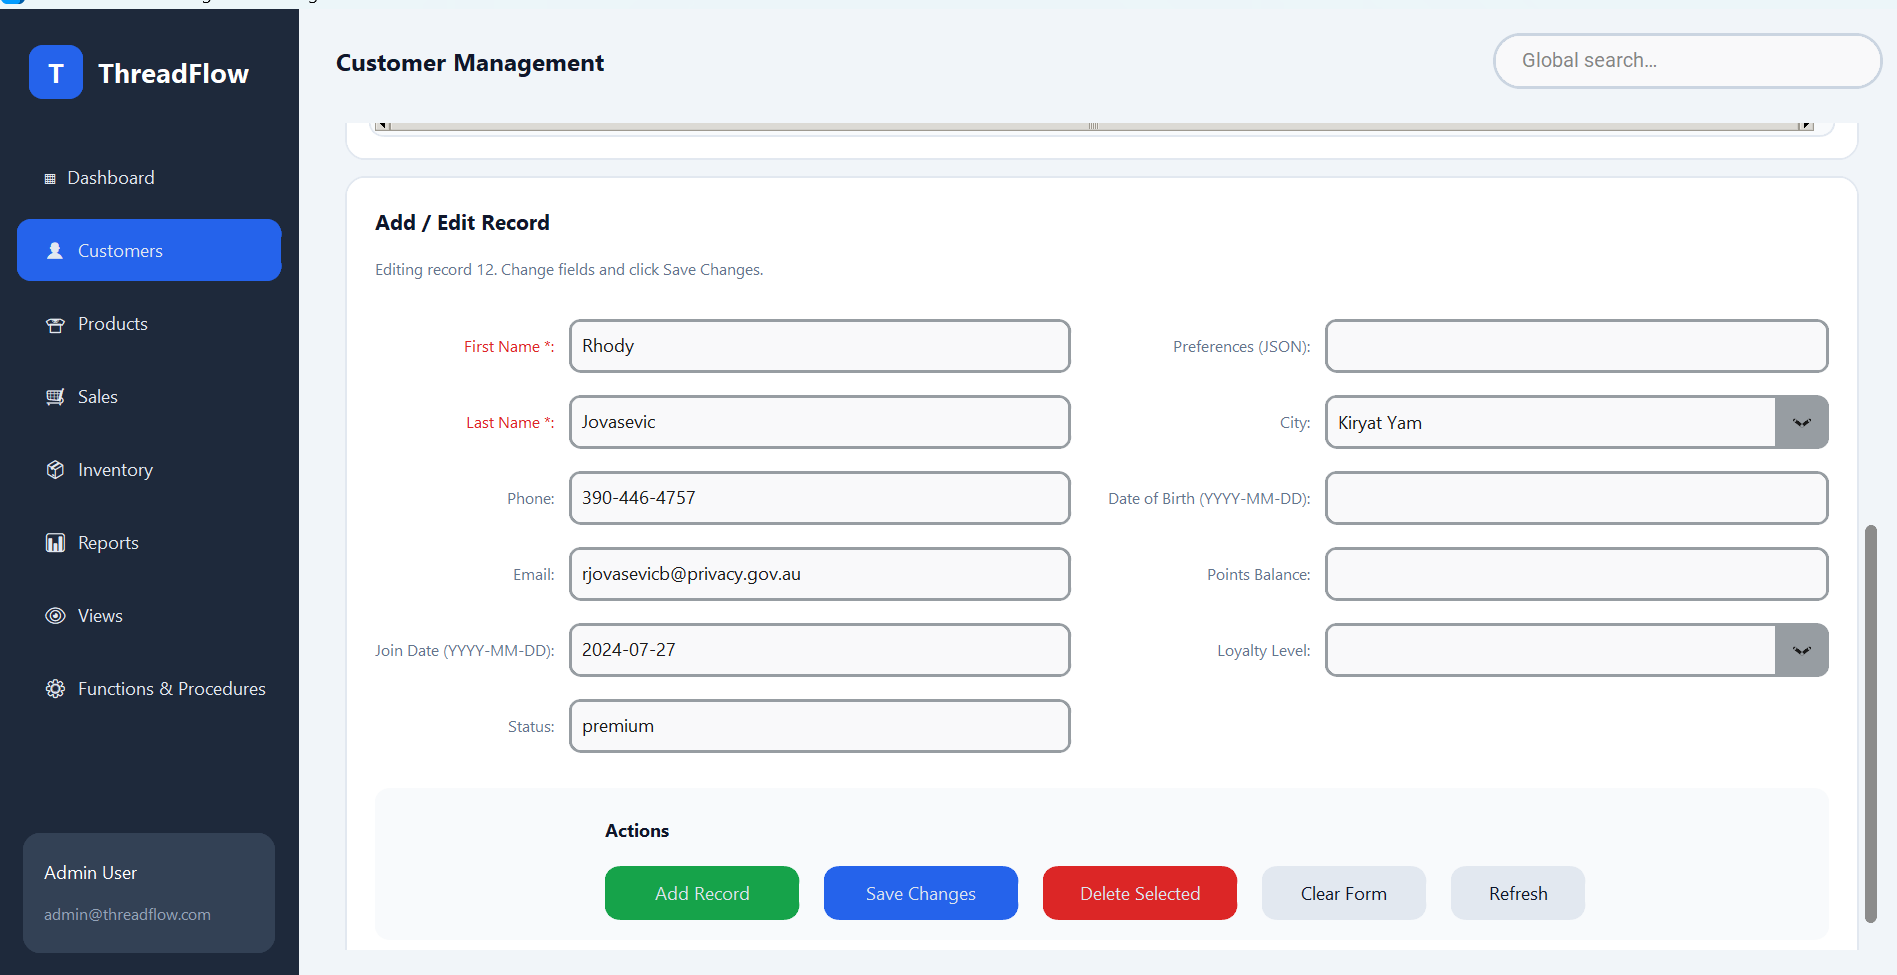 T ThreadFlow
Customer Management
Global search...
Dashboard
Customers
Products
Sales
Inventory
Reports
Views
Functions & Procedures
Admin User
admin@threadflow.com
Add / Edit Record
Editing record 12. Change fields and click Save Changes.
First Name *: Rhody
Preferences (JSON):
Last Name *: Jovasevic
City: Kiryat Yam
Phone: 390-446-4757
Date of Birth (YYYY-MM-DD):
Email: rjovasevicb@privacy.gov.au
Points Balance:
Join Date (YYYY-MM-DD): 2024-07-27
Loyalty Level:
Status: premium
Actions
Add Record
Save Changes
Delete Selected
Clear Form
Refresh